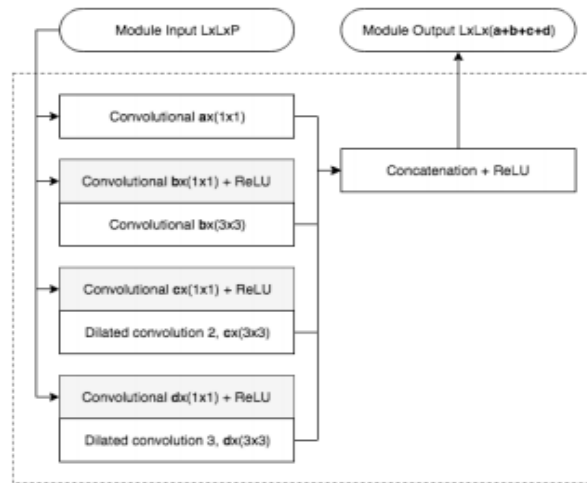 Module Input LxLxP
Module Output LxLx(a+b+c+d)
Convolutional ax(1x1)
Convolutional bx(1x1) + ReLU
Convolutional bx(3x3)
Concatenation + ReLU
Convolutional cx(1x1) + ReLU
Dilated convolution 2, cx(3x3)
Convolutional dx(1x1) + ReLU
Dilated convolution 3, dx(3x3)